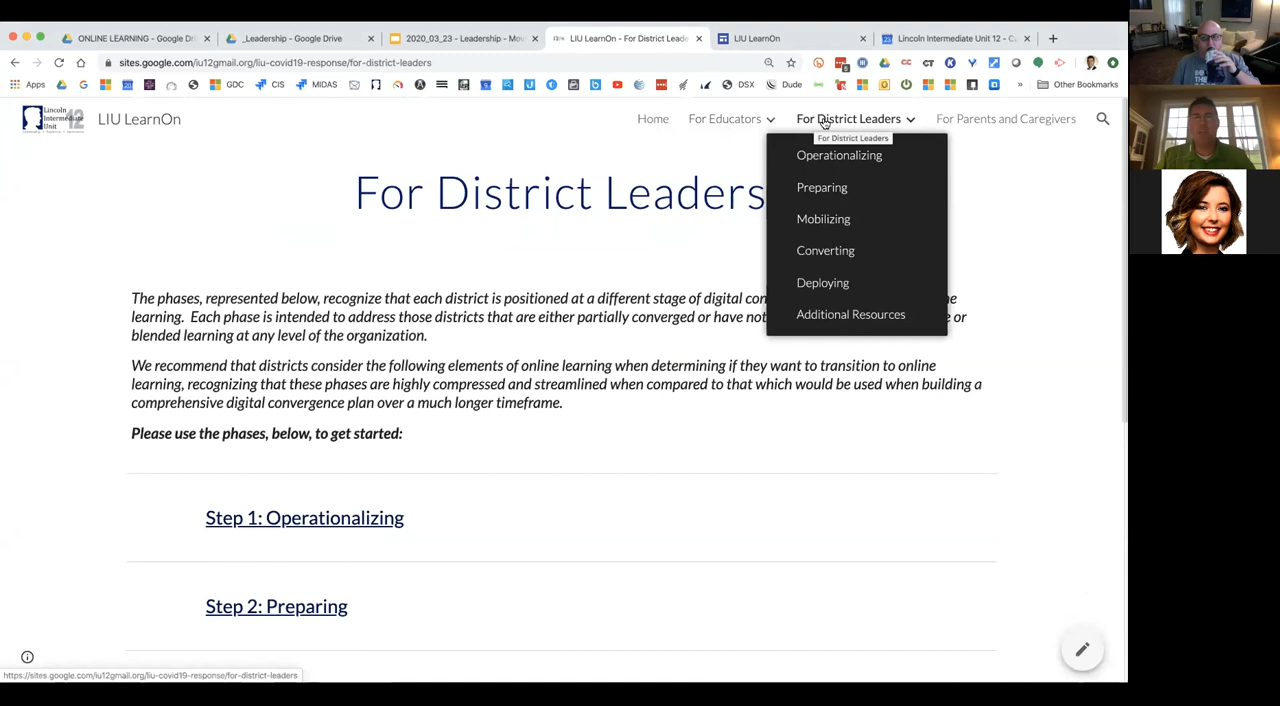 ONLINE LEARNING - Google Dr
_Leadership - Google Drive
2020_03_23 - Leadership - Mov
LIU LearnOn - For District Leade
LIU LearnOn
Lincoln Intermediate Unit 12 - C
sites.google.com/iu12gmail.org/liu-covid19-response/for-district-leaders
Apps
GDC
CIS
MIDAS
DSX
Dude
Other Bookmarks
Lincoln
Intermediate
Unit
12
LIU LearnOn
Home
For Educators
For District Leaders
For Parents and Caregivers
For District Leaders
Operationalizing
Preparing
Mobilizing
Converting
Deploying
Additional Resources
For District Leaders
The phases, represented below, recognize that each district is positioned at a different stage of digital con ne
learning. Each phase is intended to address those districts that are either partially converged or have not or
blended learning at any level of the organization.
We recommend that districts consider the following elements of online learning when determining if they want to transition to online
learning, recognizing that these phases are highly compressed and streamlined when compared to that which would be used when building a
comprehensive digital convergence plan over a much longer timeframe.
Please use the phases, below, to get started:
Step 1: Operationalizing
Step 2: Preparing
https://sites.google.com/iu12gmail.org/liu-covid19-response/for-district-leaders